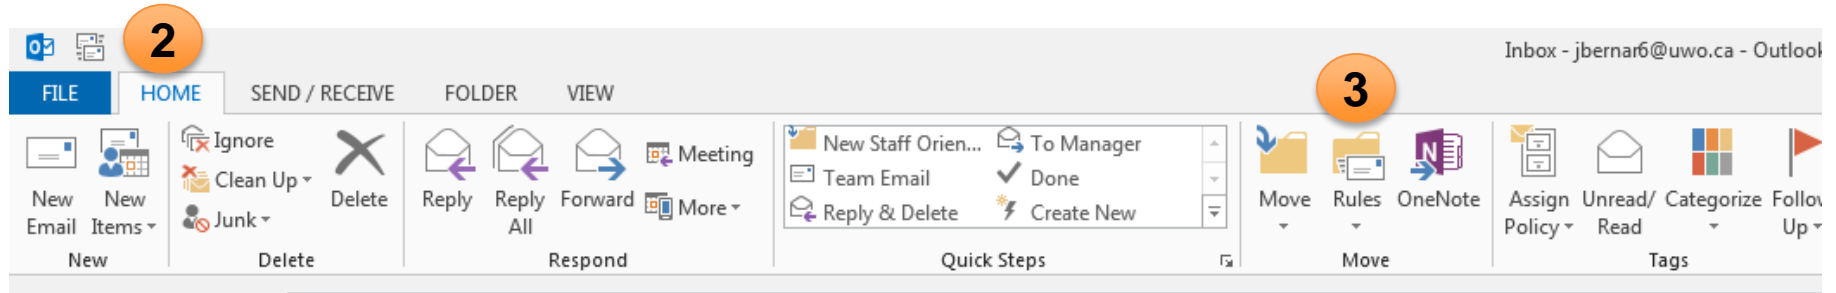 2
Inbox - jbernar6@uwo.ca - Outlook
3
FILE HOME SEND / RECEIVE FOLDER VIEW
New Email
New Items
New
Ignore
Clean Up
Junk
Delete
Delete
Reply
Reply All
Forward
Meeting
More
Respond
New Staff Orien...
Team Email
Reply & Delete
To Manager
Done
Create New
Quick Steps
Move
Rules
OneNote
Move
Assign Policy
Unread/ Read
Categorize
Follow Up
Tags